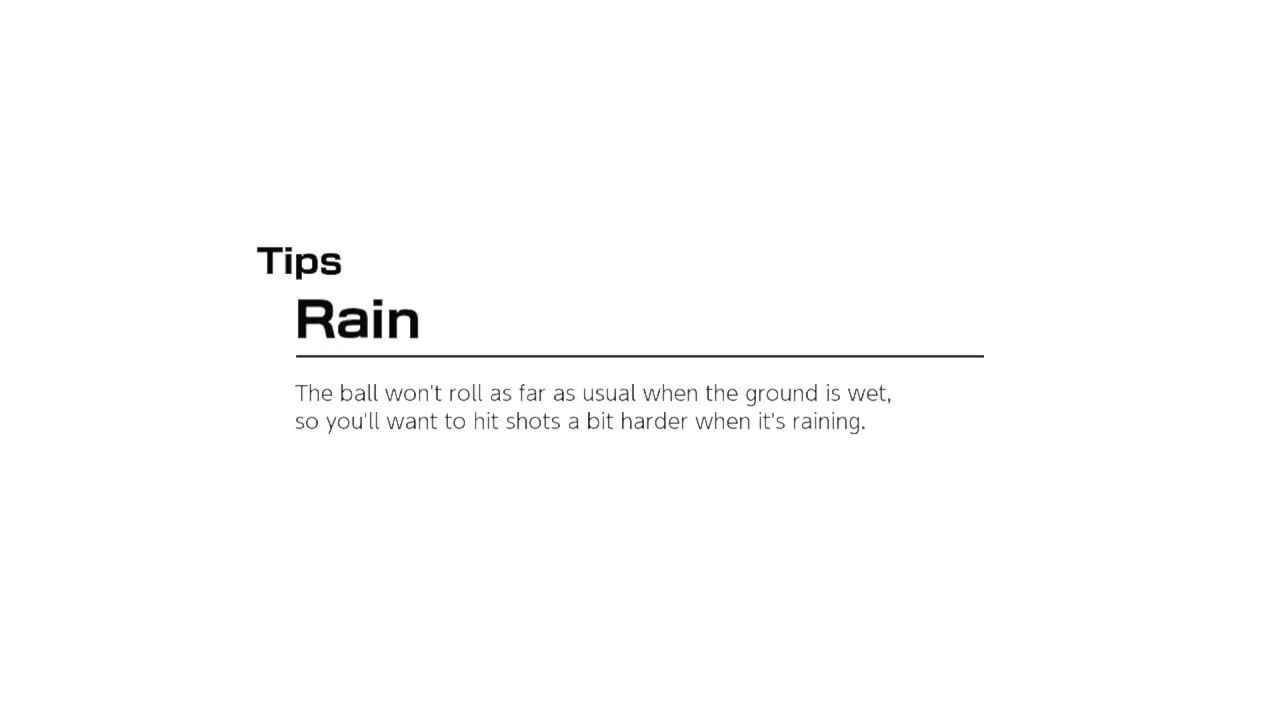 Tips
Rain
The ball won't roll as far as usual when the ground is wet,
so you'll want to hit shots a bit harder when it's raining.